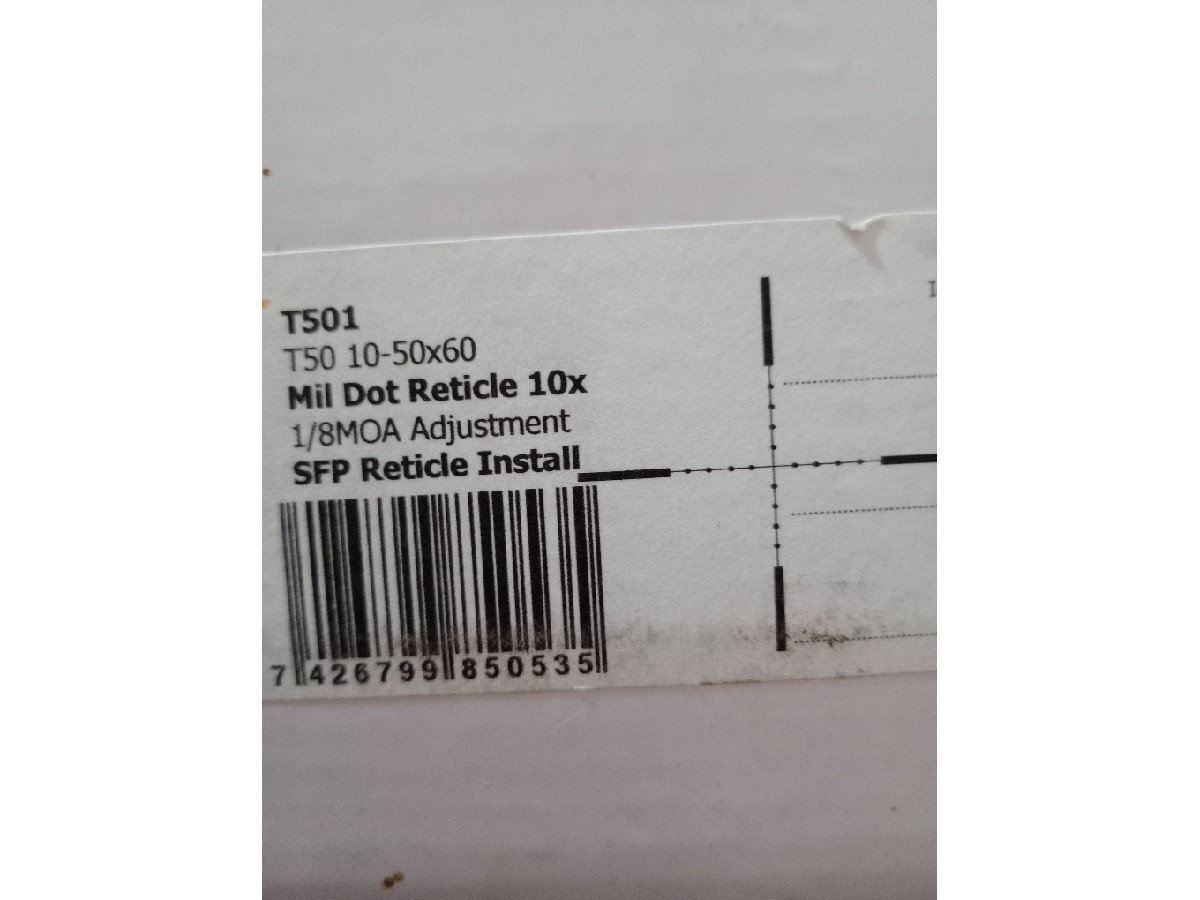 T501
T50 10-50x60
Mil Dot Reticle 10x
1/8MOA Adjustment
SFP Reticle Install
7 426799 850535